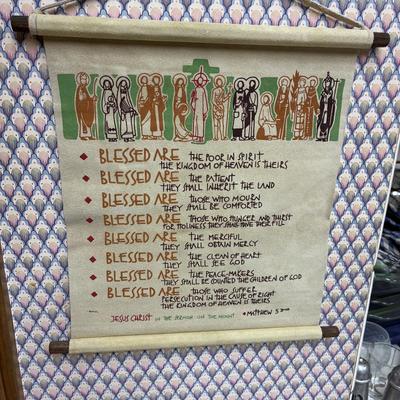 BLESSED ARE THE POOR IN SPIRIT
THE KINGDOM OF HEAVEN IS THEIRS
BLESSED ARE THE PATIENT
THEY SHALL INHERIT THE LAND
BLESSED ARE THOSE WHO MOURN
THEY SHALL BE COMFORTED
BLESSED ARE THOSE WHO HUNGER AND THIRST
FOR HOLINESS THEY SHALL HAVE THEIR FILL
BLESSED ARE THE MERCIFUL
THEY SHALL OBTAIN MERCY
BLESSED ARE THE CLEAN OF HEART
THEY SHALL SEE GOD
BLESSED ARE THE PEACE-MAKERS
THEY SHALL BE COUNTED THE CHILDREN OF GOD
BLESSED ARE THOSE WHO SUFFER
PERSECUTION IN THE CAUSE OF RIGHT
THE KINGDOM OF HEAVEN IS THEIRS
JESUS CHRIST IN THE SERMON ON THE MOUNT MATTHEW 5